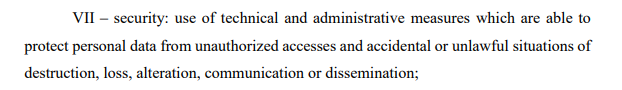 VII – security: use of technical and administrative measures which are able to
protect personal data from unauthorized accesses and accidental or unlawful situations of
destruction, loss, alteration, communication or dissemination;